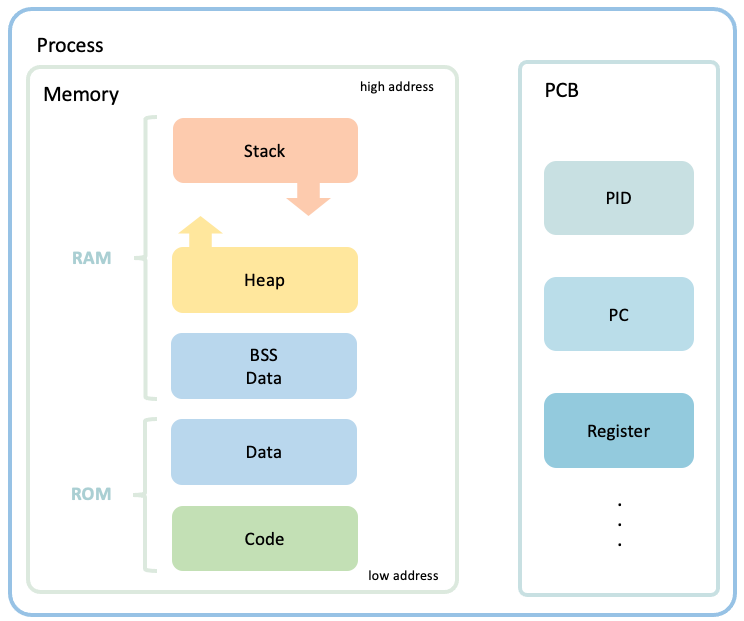 Process
Memory
high address
Stack
RAM
Heap
BSS
Data
Data
ROM
Code
low address
PCB
PID
PC
Register
.
.
.